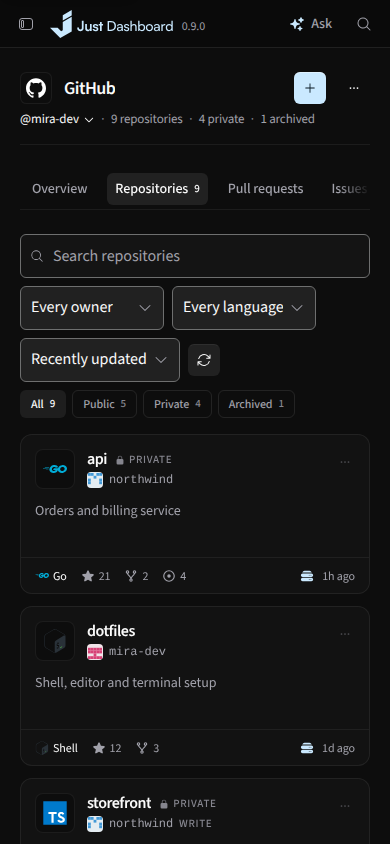 Just Dashboard 0.9.0 Ask
GitHub
@mira-dev · 9 repositories · 4 private · 1 archived
Overview Repositories 9 Pull requests Issues
Search repositories
Every owner Every language
Recently updated
All 9 Public 5 Private 4 Archived 1
GO api PRIVATE
northwind
Orders and billing service
GO Go 21 2 4 1h ago
dotfiles
mira-dev
Shell, editor and terminal setup
Shell 12 3 1d ago
TS storefront PRIVATE
northwind WRITE